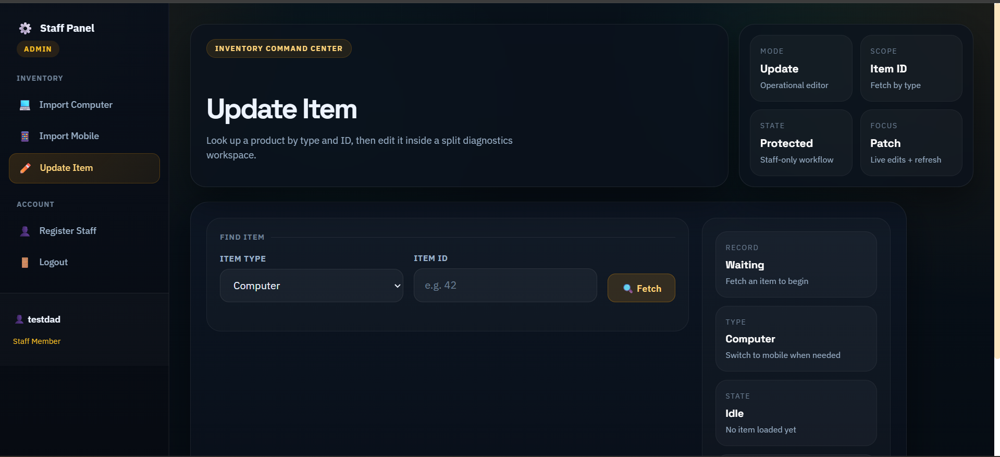 Staff Panel
ADMIN
INVENTORY
Import Computer
Import Mobile
Update Item
ACCOUNT
Register Staff
Logout
testdad
Staff Member
INVENTORY COMMAND CENTER
Update Item
Look up a product by type and ID, then edit it inside a split diagnostics
workspace.
MODE
Update
Operational editor
SCOPE
Item ID
Fetch by type
STATE
Protected
Staff-only workflow
FOCUS
Patch
Live edits + refresh
FIND ITEM
ITEM TYPE
Computer
ITEM ID
e.g. 42
Fetch
RECORD
Waiting
Fetch an item to begin
TYPE
Computer
Switch to mobile when needed
STATE
Idle
No item loaded yet